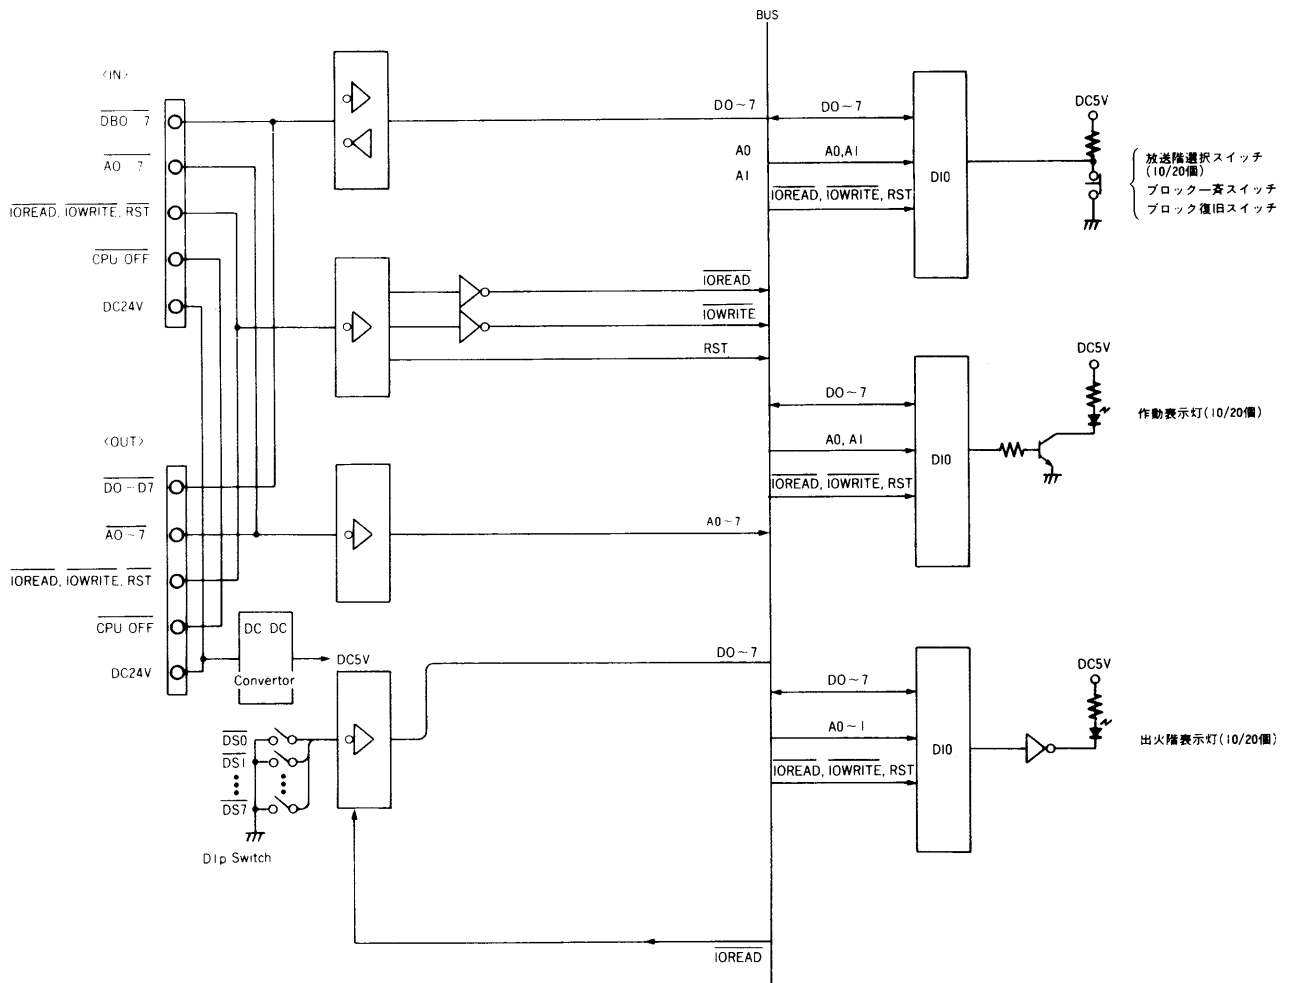 BUS
<IN>
DB0 7
A0 7
IOREAD, IOWRITE, RST
CPU OFF
DC24V
<OUT>
D0~D7
A0~7
IOREAD, IOWRITE, RST
CPU OFF
DC24V
DC DC
Convertor
DC5V
DS0
DS1
DS7
Dip Switch
D0~7
A0
A1
IOREAD
IOWRITE
RST
A0~7
D0~7
IOREAD
D0~7
A0,A1
IOREAD, IOWRITE, RST
DIO
DC5V
放送階選択スイッチ
(10/20個)
ブロック一斉スイッチ
ブロック復旧スイッチ
D0~7
A0, A1
IOREAD, IOWRITE, RST
DIO
DC5V
作動表示灯(10/20個)
D0~7
A0~1
IOREAD, IOWRITE, RST
DIO
DC5V
出火階表示灯(10/20個)